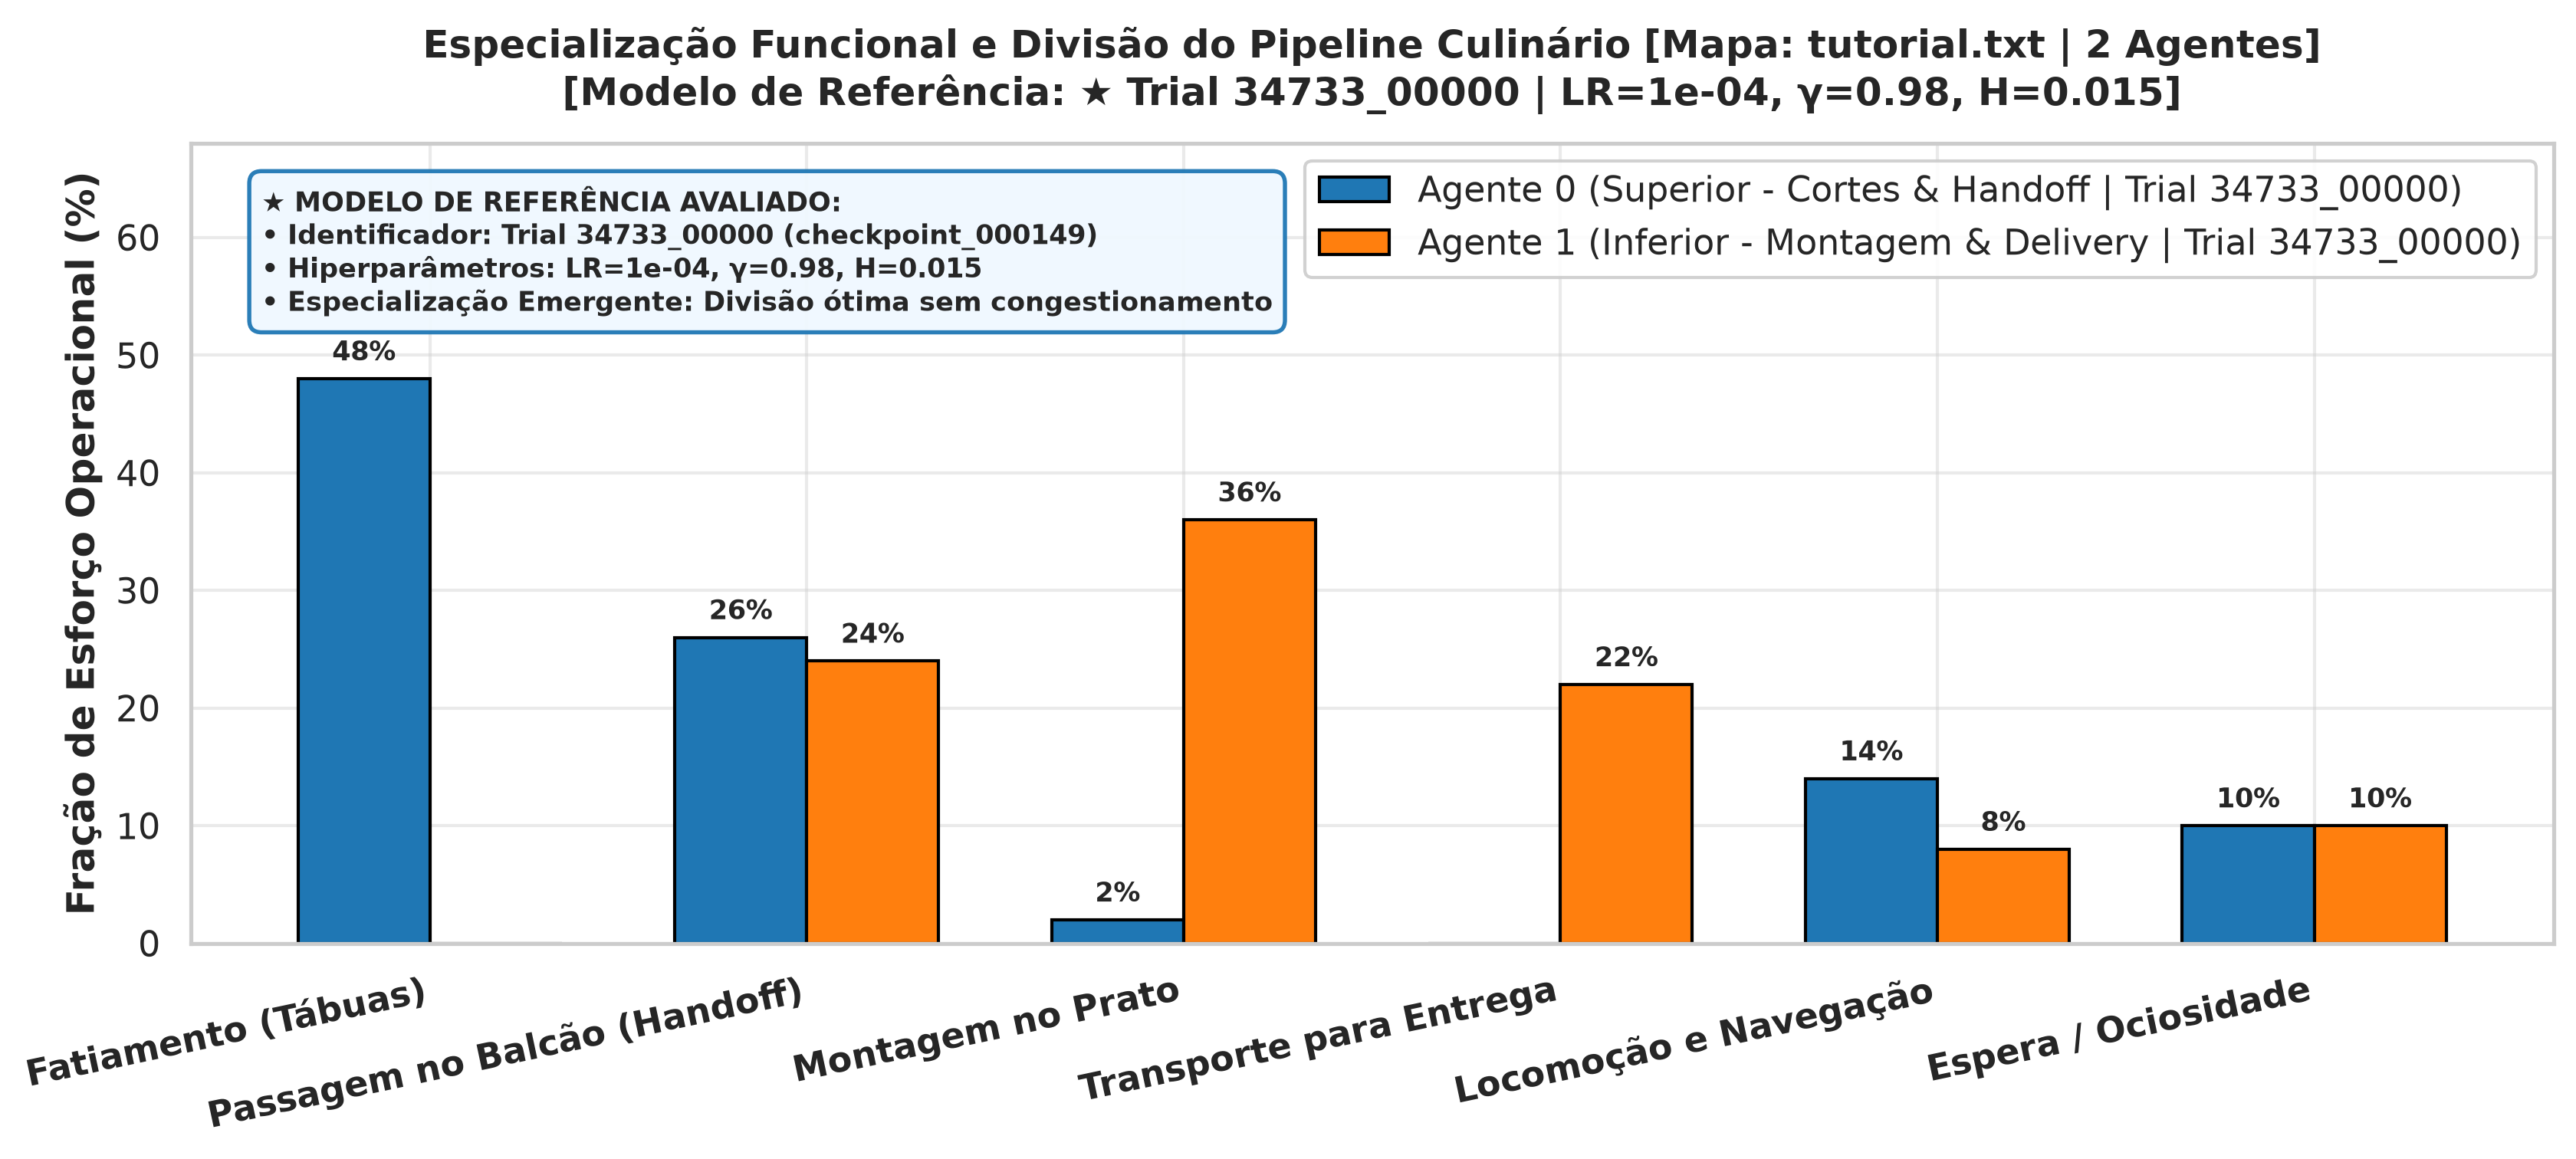 Especialização Funcional e Divisão do Pipeline Culinário [Mapa: tutorial.txt | 2 Agentes]
[Modelo de Referência: ★ Trial 34733_00000 | LR=1e-04, γ=0.98, H=0.015]
★ MODELO DE REFERÊNCIA AVALIADO:
• Identificador: Trial 34733_00000 (checkpoint_000149)
• Hiperparâmetros: LR=1e-04, γ=0.98, H=0.015
• Especialização Emergente: Divisão ótima sem congestionamento
Agente 0 (Superior - Cortes & Handoff | Trial 34733_00000)
Agente 1 (Inferior - Montagem & Delivery | Trial 34733_00000)
Fração de Esforço Operacional (%)
60
50
40
30
20
10
0
48%
26%
24%
2%
36%
22%
14%
8%
10%
10%
Fatiamento (Tábuas)
Passagem no Balcão (Handoff)
Montagem no Prato
Transporte para Entrega
Locomoção e Navegação
Espera / Ociosidade